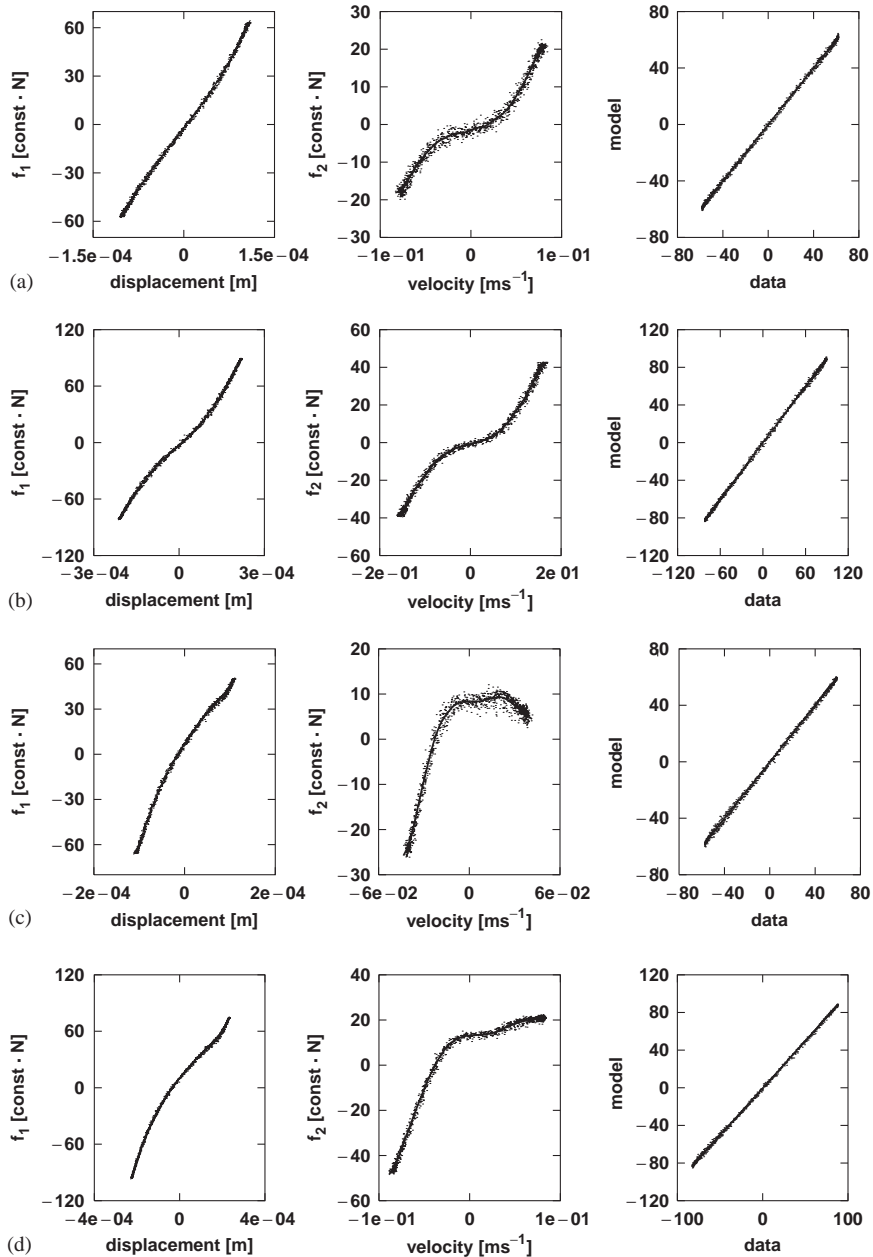 60
30
0
−30
−60
f1 [const · N]
−1.5e−04 0 1.5e−04
displacement [m]
30
20
10
0
−10
−20
30
f2 [const · N]
−1e−01 0 1e−01
velocity [ms−1]
80
40
0
−40
−80
model
−80 −40 0 40 80
data
(a)
120
60
0
−60
−120
f1 [const · N]
−3e−04 0 3e−04
displacement [m]
60
40
20
0
−20
−40
60
f2 [const · N]
−2e−01 0 2e 01
velocity [ms−1]
120
80
40
0
−40
−80
−120
model
−120 −60 0 60 120
data
(b)
60
30
0
−30
−60
f1 [const · N]
−2e−04 0 2e−04
displacement [m]
20
10
0
−10
−20
−30
f2 [const · N]
−6e−02 0 6e−02
velocity [ms−1]
80
40
0
−40
−80
model
−80 −40 0 40 80
data
(c)
120
60
0
−60
−120
f1 [const · N]
−4e−04 0 4e−04
displacement [m]
40
20
0
−20
−40
−60
f2 [const · N]
−1e−01 0 1e−01
velocity [ms−1]
120
80
40
0
−40
−80
−120
model
−100 0 100
data
(d)